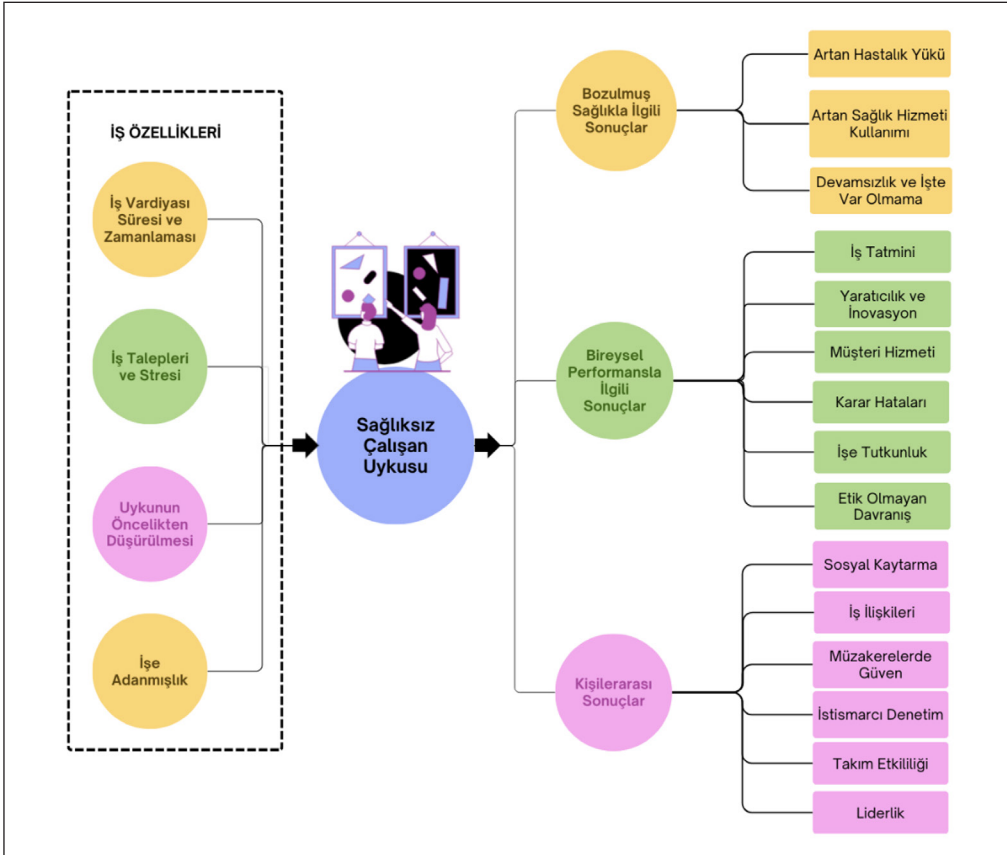 İŞ ÖZELLİKLERİ
İş Vardiyası
Süresi ve
Zamanlaması
İş Talepleri
ve Stresi
Uykunun
Öncelikten
Düşürülmesi
İşe
Adanmışlık
Sağlıksız
Çalışan
Uykusu
Bozulmuş
Sağlıkla İlgili
Sonuçlar
Artan Hastalık Yükü
Artan Sağlık Hizmeti
Kullanımı
Devamsızlık ve İşte
Var Olmama
Bireysel
Performansla
İlgili
Sonuçlar
İş Tatmini
Yaratıcılık ve
İnovasyon
Müşteri Hizmeti
Karar Hataları
İşe Tutkunluk
Etik Olmayan
Davranış
Kişilerarası
Sonuçlar
Sosyal Kaytarma
İş İlişkileri
Müzakerelerde
Güven
İstismarcı Denetim
Takım Etkililiği
Liderlik